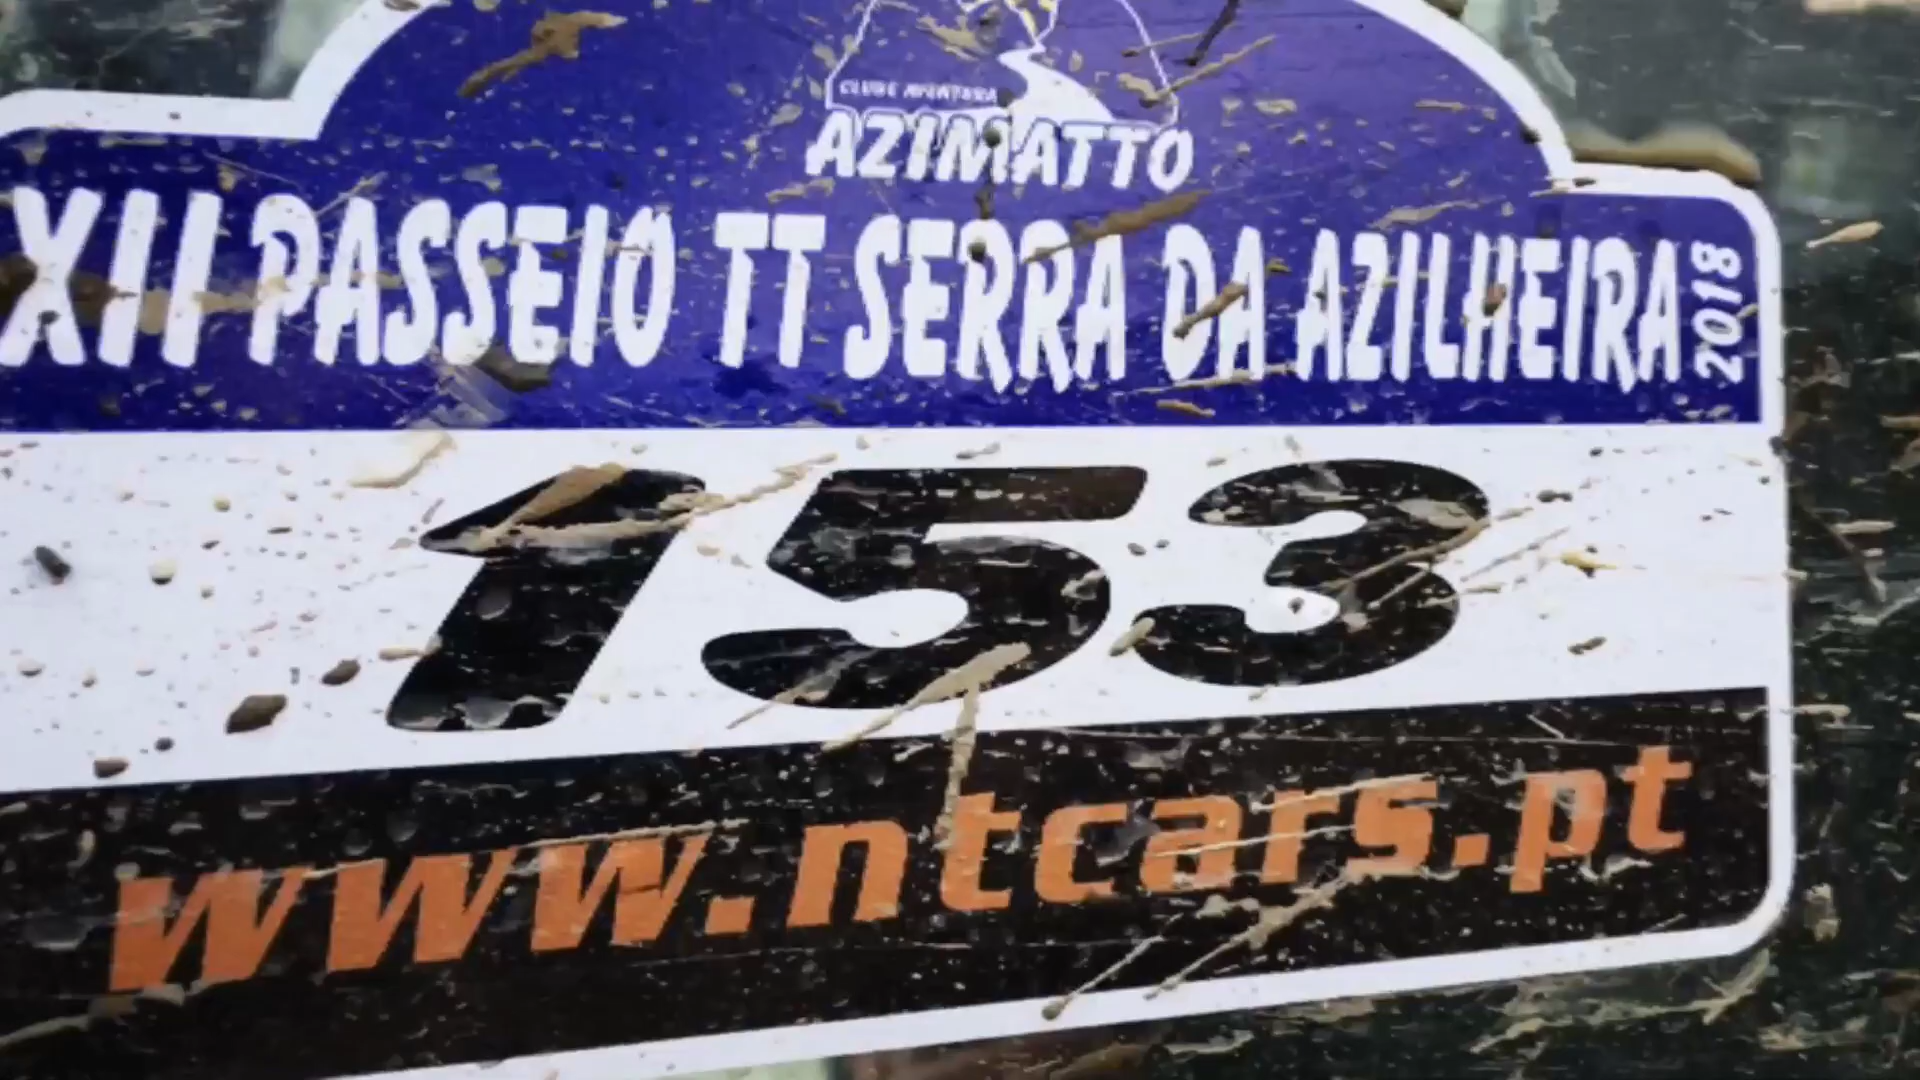 CLUBE AVENTURA
AZIMATTO
XII PASSEIO TT SERRA DA AZILHEIRA 2018
153
www.ntcars.pt